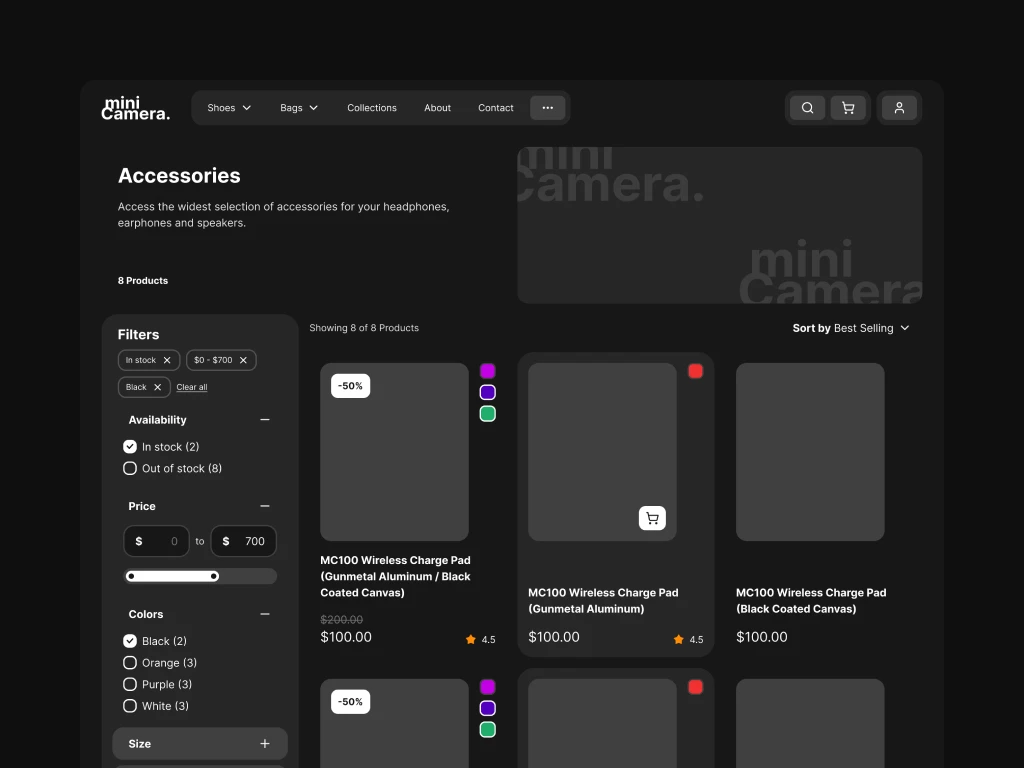 mini
Camera.
Shoes
Bags
Collections
About
Contact
mini
Camera.
Accessories
Access the widest selection of accessories for your headphones,
earphones and speakers.
8 Products
mini
Camera
Filters
In stock
$0 - $700
Black
Clear all
Showing 8 of 8 Products
Sort by Best Selling
Availability
In stock (2)
Out of stock (8)
Price
$ 0 to $ 700
Colors
Black (2)
Orange (3)
Purple (3)
White (3)
Size
-50%
MC100 Wireless Charge Pad
(Gunmetal Aluminum / Black
Coated Canvas)
$200.00
$100.00
4.5
MC100 Wireless Charge Pad
(Gunmetal Aluminum)
$100.00
4.5
MC100 Wireless Charge Pad
(Black Coated Canvas)
$100.00
-50%